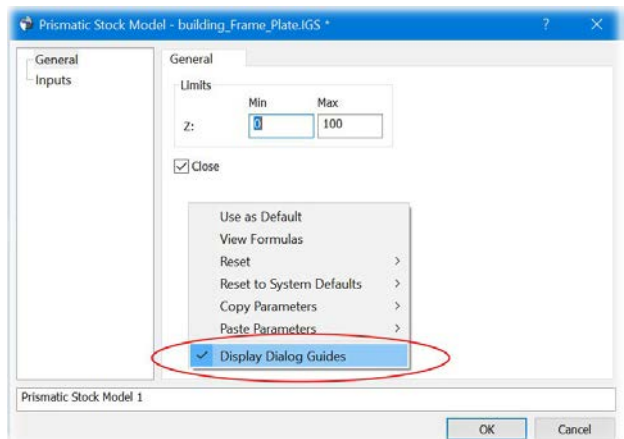 Prismatic Stock Model - building_Frame_Plate.IGS * ?
General
Inputs
General
Limits
Min Max
Z: 0 100
Close
Use as Default
View Formulas
Reset
Reset to System Defaults
Copy Parameters
Paste Parameters
Display Dialog Guides
Prismatic Stock Model 1
OK Cancel